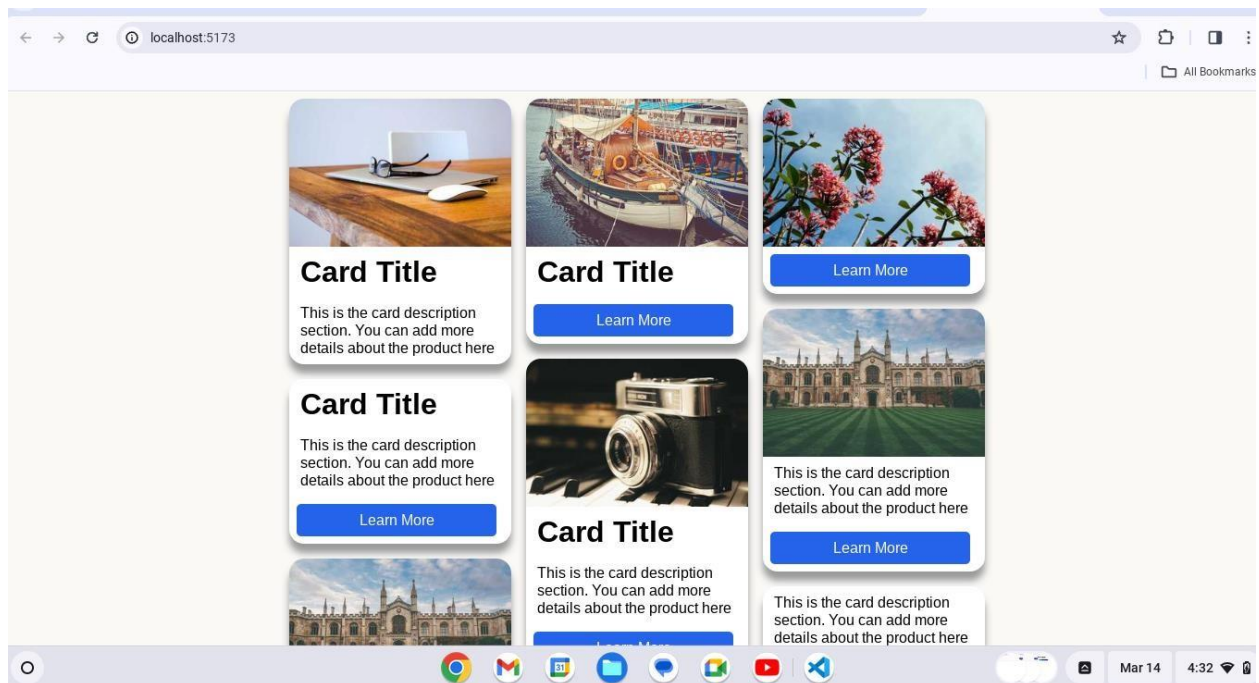 localhost:5173
All Bookmarks
Card Title
This is the card description
section. You can add more
details about the product here
Card Title
This is the card description
section. You can add more
details about the product here
Learn More
Card Title
Learn More
Card Title
This is the card description
section. You can add more
details about the product here
Learn More
Learn More
This is the card description
section. You can add more
details about the product here
Learn More
This is the card description
section. You can add more
details about the product here
31
Mar 14
4:32